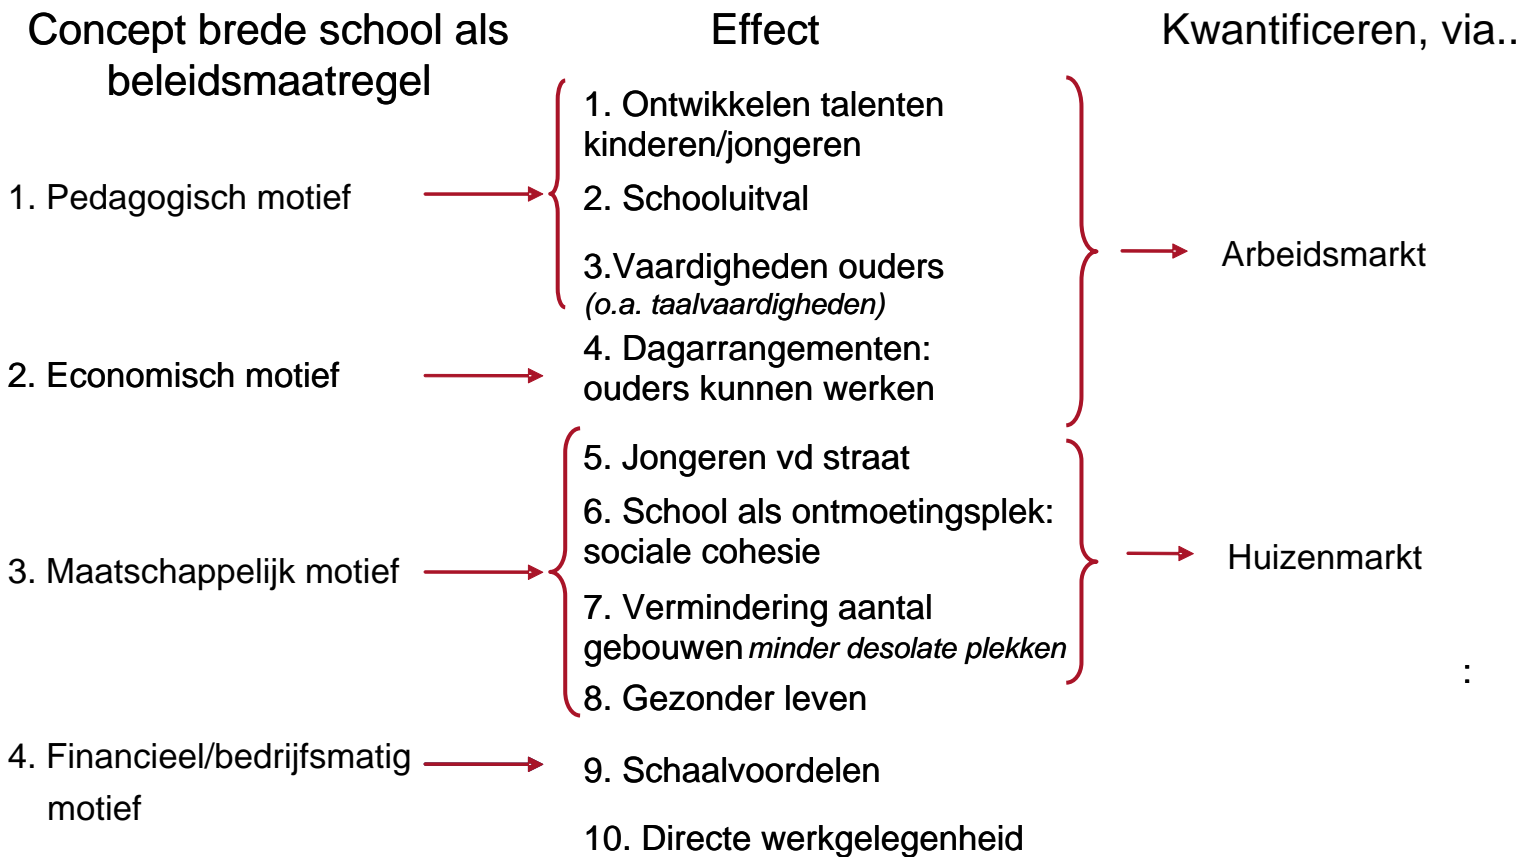 Concept brede school als
beleidsmaatregel
Effect
Kwantificeren, via..
1. Pedagogisch motief
2. Economisch motief
3. Maatschappelijk motief
4. Financieel/bedrijfsmatig
motief
1. Ontwikkelen talenten
kinderen/jongeren
2. Schooluitval
3.Vaardigheden ouders
(o.a. taalvaardigheden)
4. Dagarrangementen:
ouders kunnen werken
5. Jongeren vd straat
6. School als ontmoetingsplek:
sociale cohesie
7. Vermindering aantal
gebouwen minder desolate plekken
8. Gezonder leven
9. Schaalvoordelen
10. Directe werkgelegenheid
Arbeidsmarkt
Huizenmarkt
: